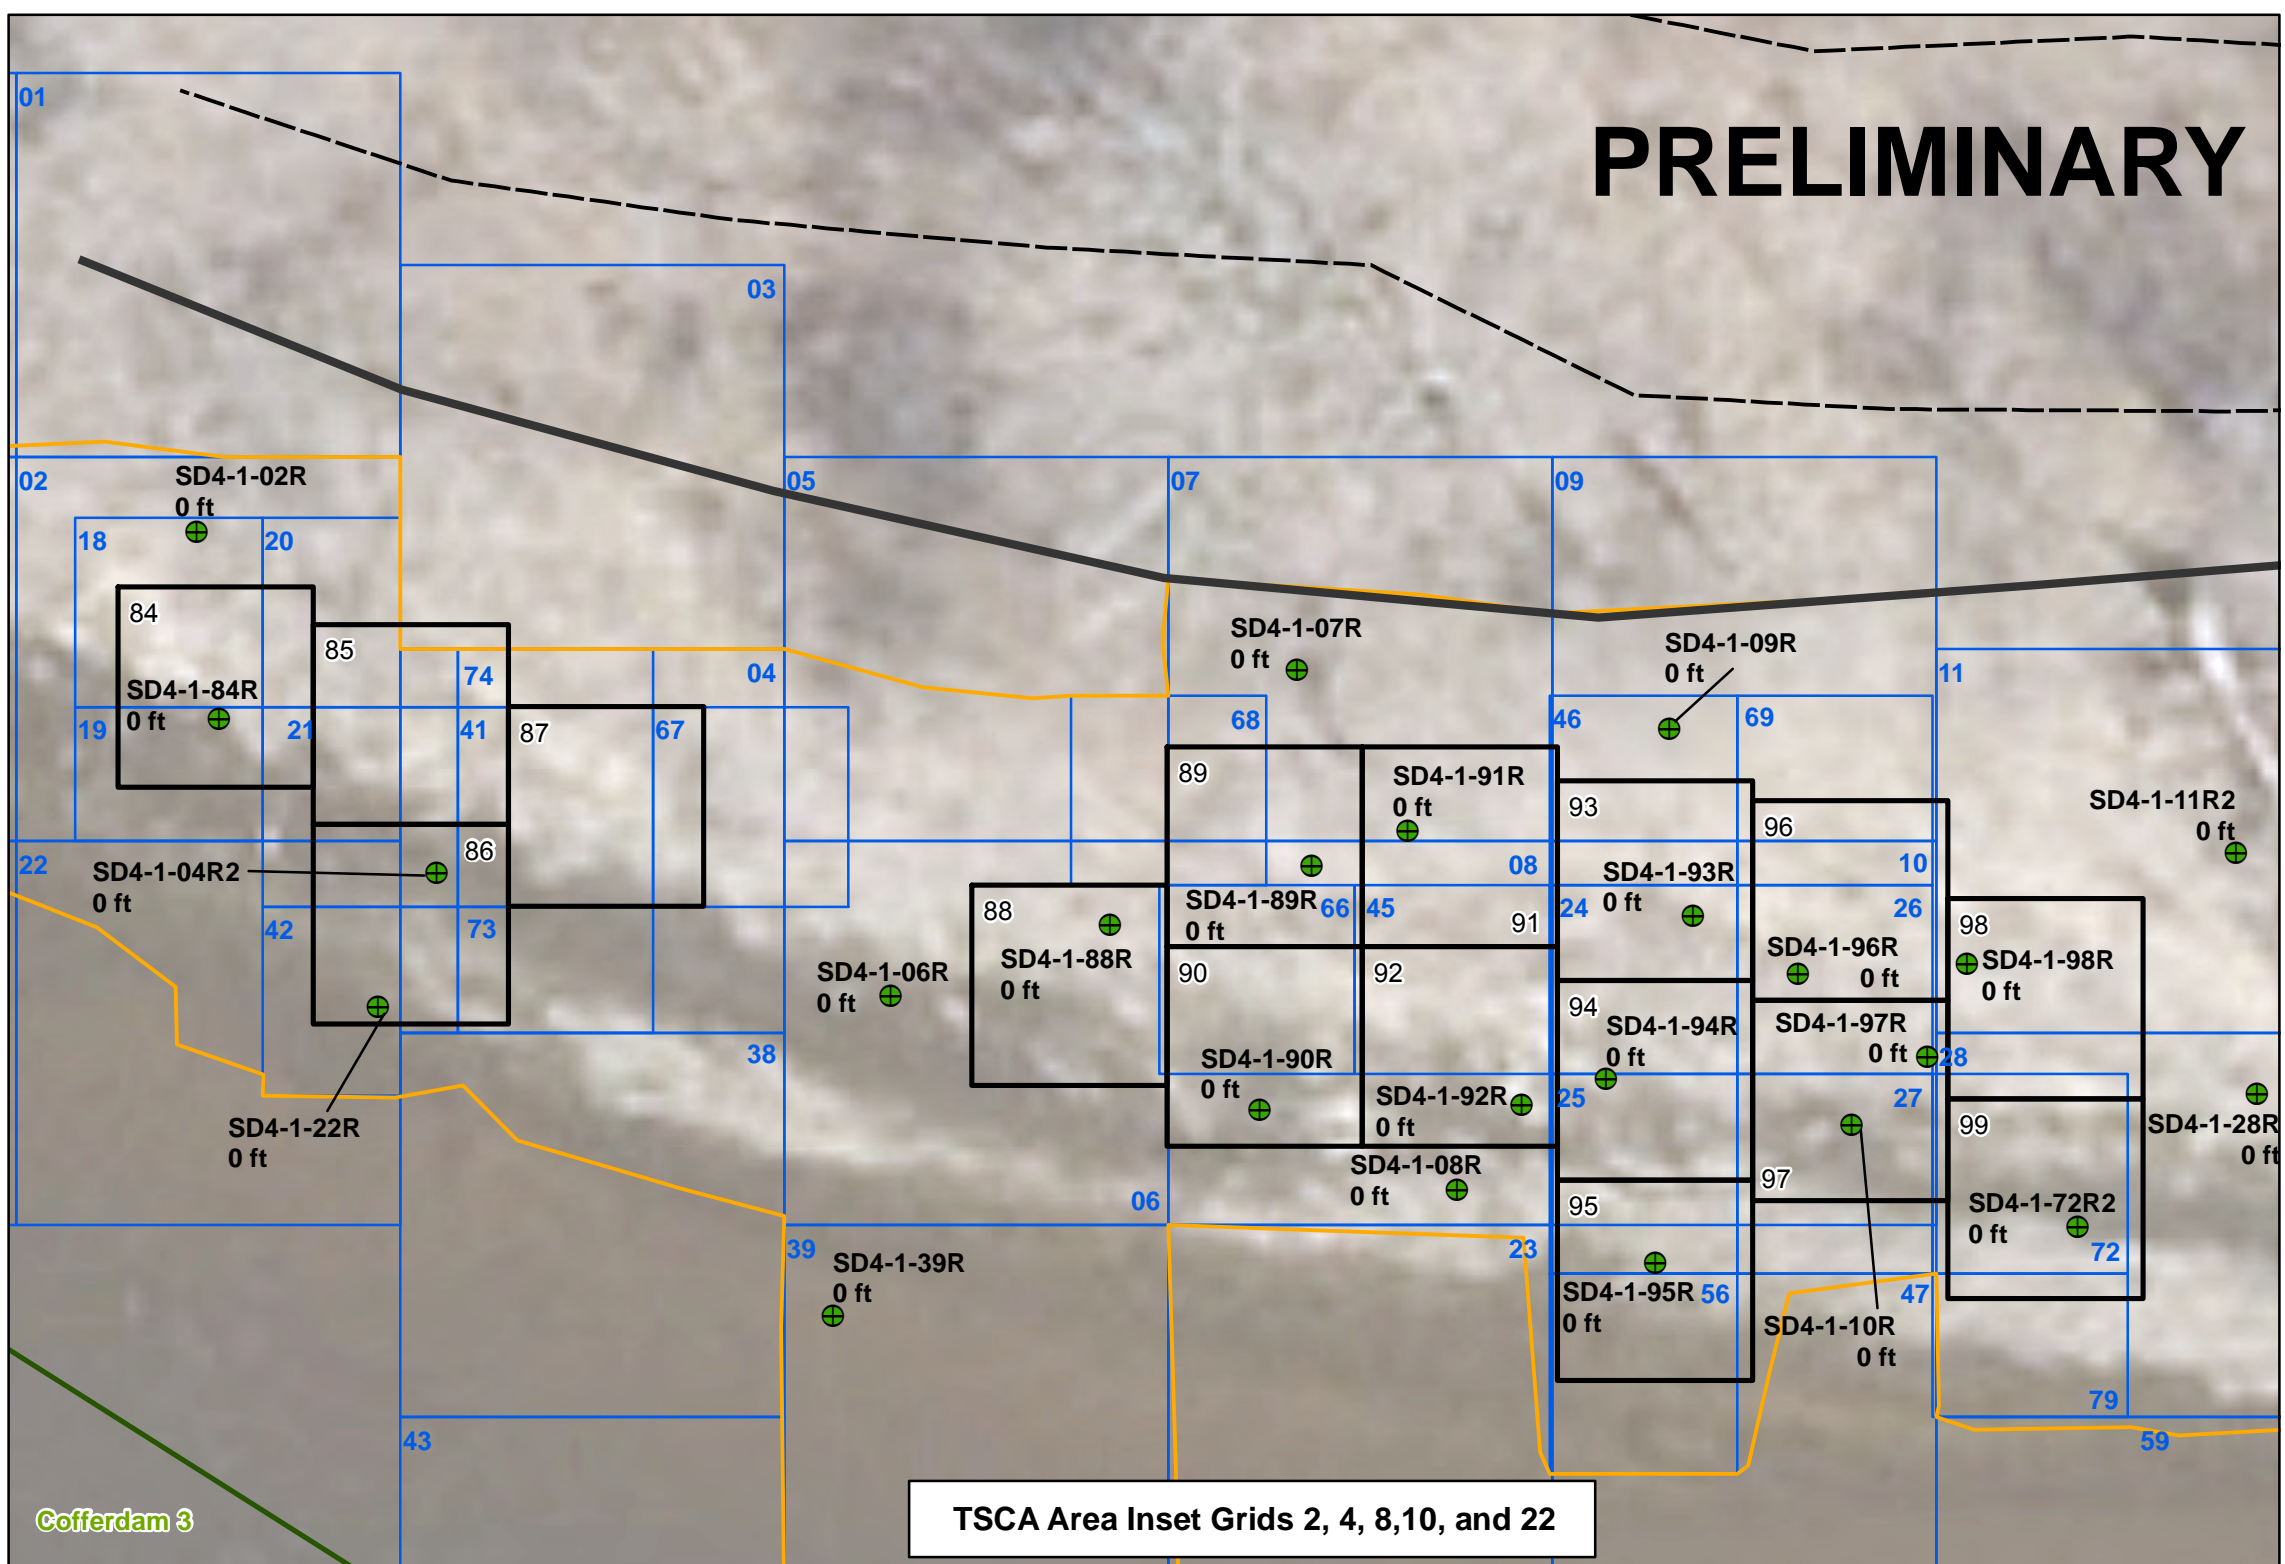 PRELIMINARY
01
03
02
SD4-1-02R
0 ft
05
07
09
18
20
84
85
SD4-1-84R
0 ft
19
21
74
41
04
87
67
SD4-1-07R
0 ft
SD4-1-09R
0 ft
11
68
46
69
89
SD4-1-91R
0 ft
93
96
SD4-1-11R2
0 ft
22
SD4-1-04R2
0 ft
86
42
73
08
10
SD4-1-93R
0 ft
88
SD4-1-89R
0 ft
66
45
91
24
26
98
SD4-1-06R
0 ft
SD4-1-88R
0 ft
90
92
SD4-1-96R
0 ft
SD4-1-98R
0 ft
94
SD4-1-94R
0 ft
SD4-1-97R
0 ft
28
38
SD4-1-90R
0 ft
SD4-1-92R
0 ft
25
27
99
SD4-1-28R
0 ft
SD4-1-22R
0 ft
SD4-1-08R
0 ft
97
06
95
SD4-1-72R2
0 ft
72
39
SD4-1-39R
0 ft
23
SD4-1-95R
0 ft
56
47
SD4-1-10R
0 ft
79
59
43
Cofferdam 3
TSCA Area Inset Grids 2, 4, 8,10, and 22